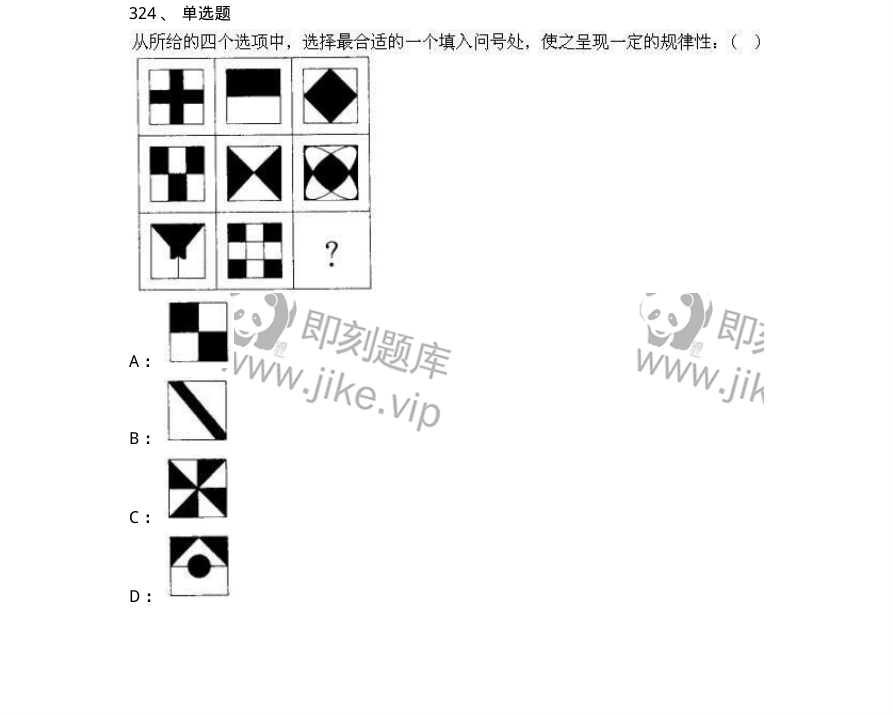 324 、 单选题
从所给的四个选项中，选择最合适的一个填入问号处，使之呈现一定的规律性：（ ）
?
A：
即刻题库
www.jike.vip
即刻
www.jik
B：
C：
D：